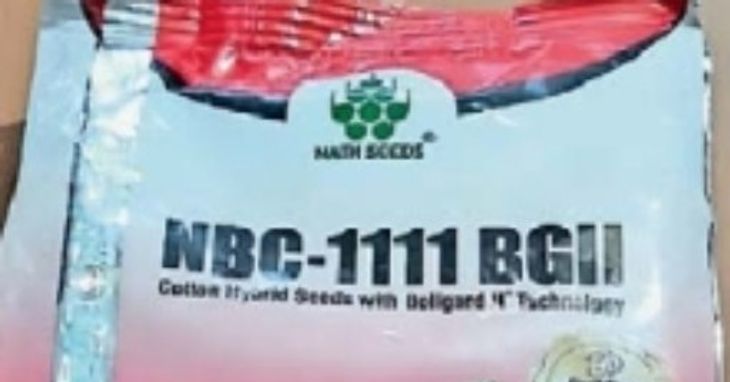 NATH SEEDS
NBC-1111 BGII
Cotton Hybrid Seeds with Bollgard "II" Technology